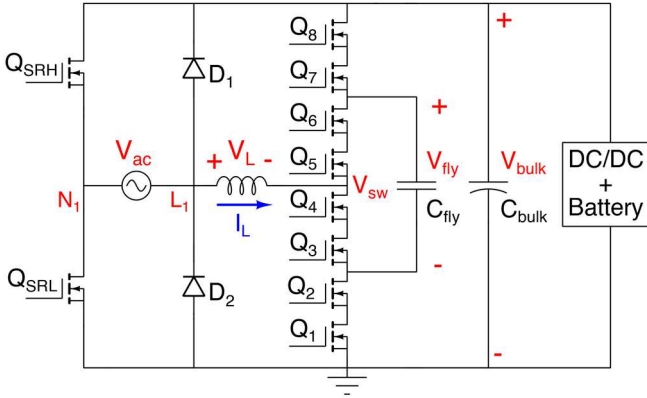 Q8
QSRH
D1
Q7
+
+
Q6
Vac
+ VL -
Q5
Vfly
Vbulk
DC/DC
+
Battery
N1
L1
Vsw
Q4
Cfly
Cbulk
IL
Q3
-
QSRL
D2
Q2
Q1
-